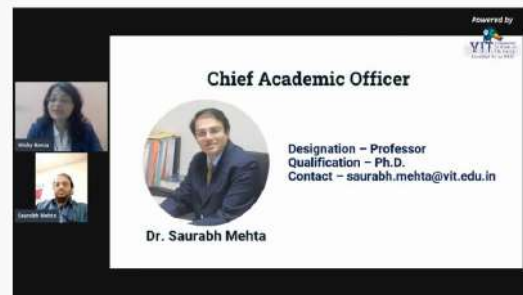 Powered by
VIT
Chief Academic Officer
Designation – Professor
Qualification – Ph.D.
Contact – saurabh.mehta@vit.edu.in
Dr. Saurabh Mehta
Saurabh Mehta